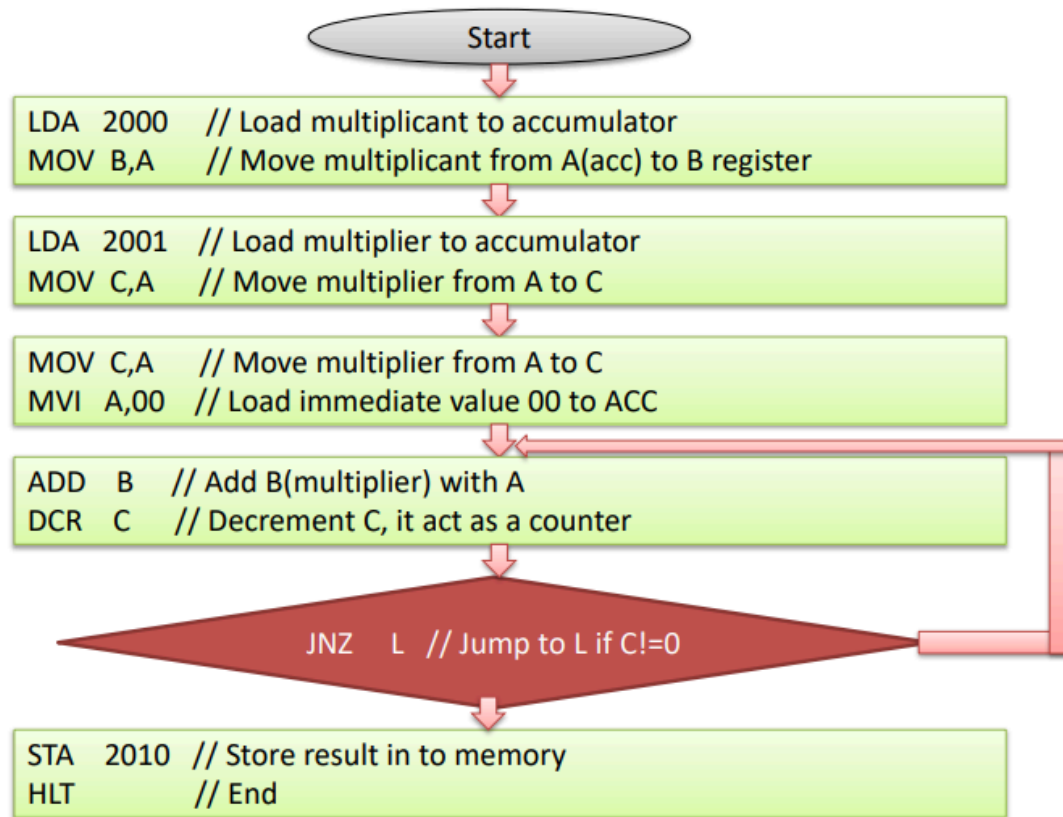 Start
LDA 2000 // Load multiplicant to accumulator
MOV B,A // Move multiplicant from A(acc) to B register
LDA 2001 // Load multiplier to accumulator
MOV C,A // Move multiplier from A to C
MOV C,A // Move multiplier from A to C
MVI A,00 // Load immediate value 00 to ACC
ADD B // Add B(multiplier) with A
DCR C // Decrement C, it act as a counter
JNZ L // Jump to L if C!=0
STA 2010 // Store result in to memory
HLT // End